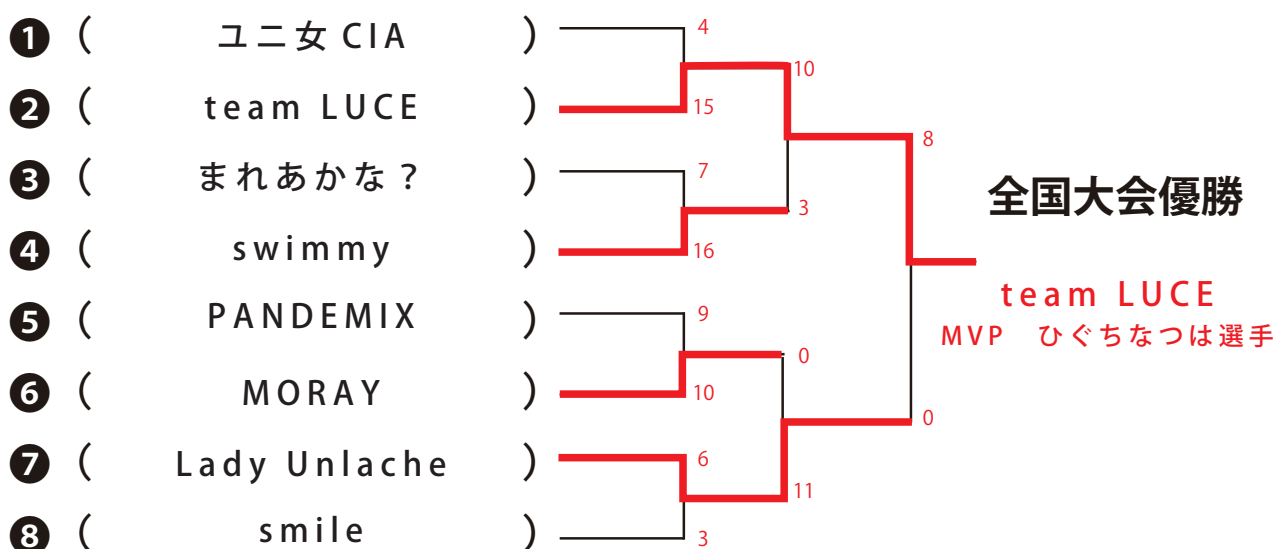 ❶ ( ユニ女 CIA ) 4
10
❷ ( team LUCE ) 15
8
❸ ( まれあかな？ ) 7
全国大会優勝
3
❹ ( swimmy ) 16
team LUCE
❺ ( PANDEMIX ) 9
MVP ひぐちなつは選手
0
❻ ( MORAY ) 10
0
❼ ( Lady Unlache ) 6
11
❽ ( smile ) 3